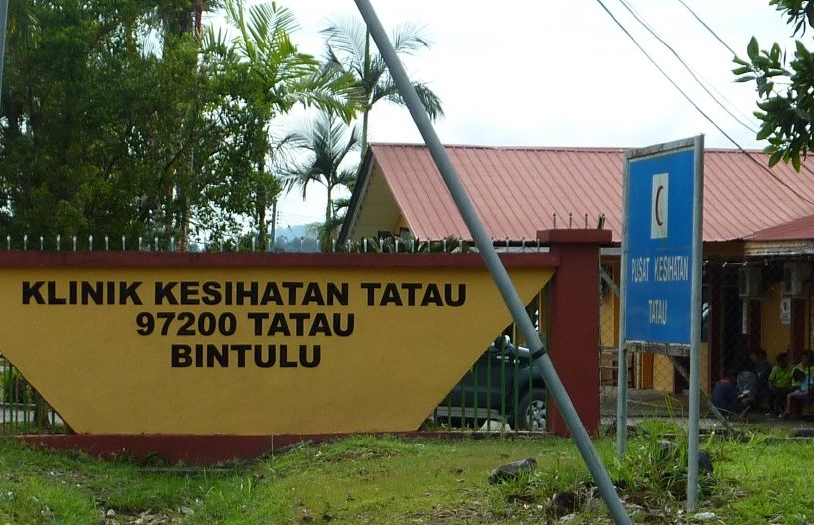 KLINIK KESIHATAN TATAU
97200 TATAU
BINTULU
PUSAT KESIHATAN
TATAU